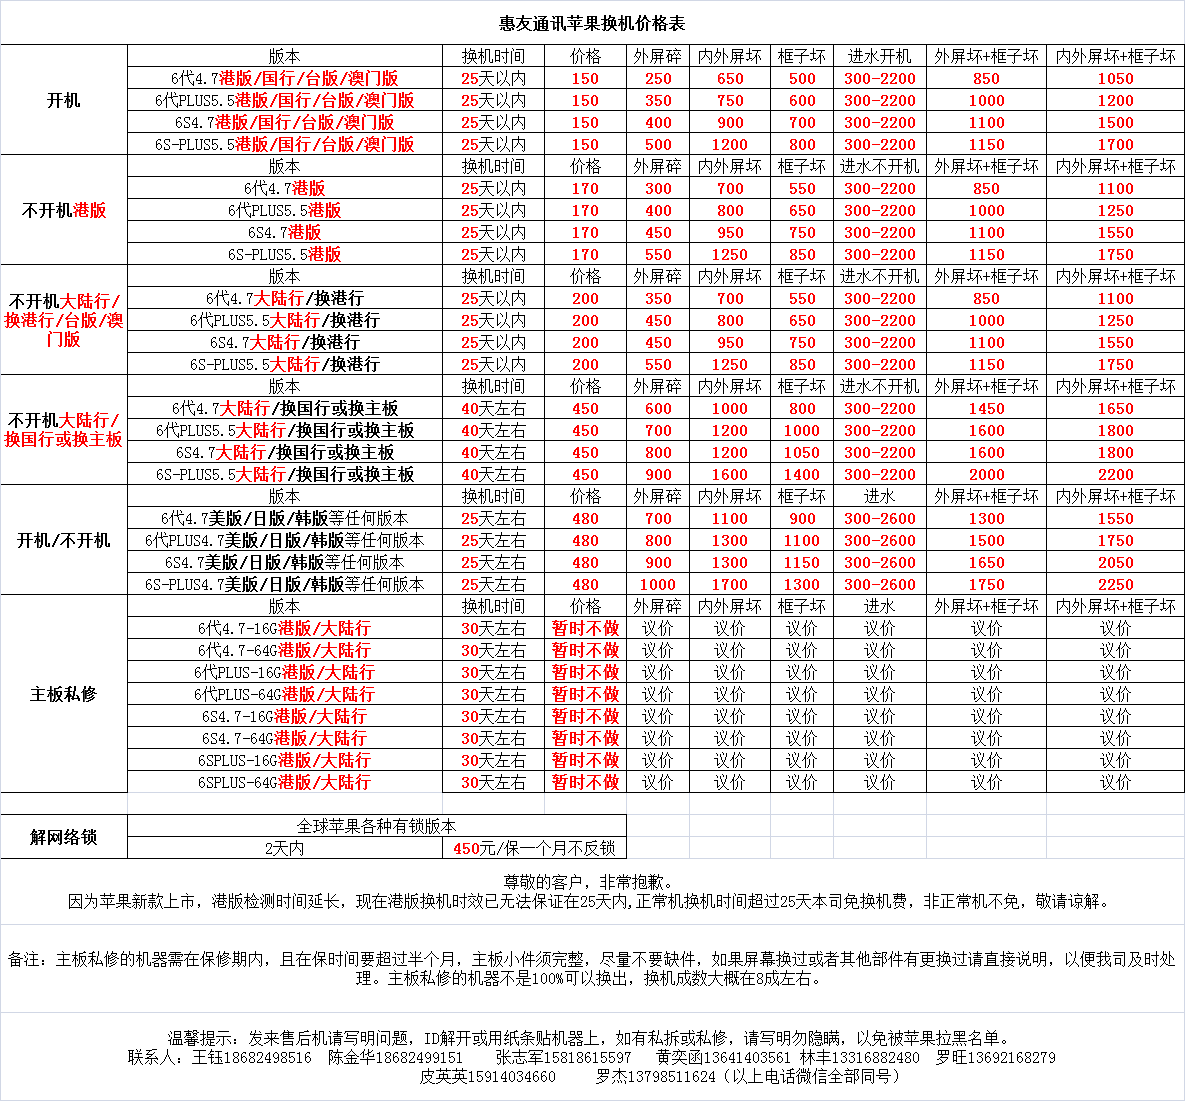 惠友通讯苹果换机价格表
开机
版本 换机时间 价格 外屏碎 内外屏坏 框子坏 进水开机 外屏坏+框子坏 内外屏坏+框子坏
6代4.7港版/国行/台版/澳门版 25天以内 150 250 650 500 300-2200 850 1050
6代PLUS5.5港版/国行/台版/澳门版 25天以内 150 350 750 600 300-2200 1000 1200
6S4.7港版/国行/台版/澳门版 25天以内 150 400 900 700 300-2200 1100 1500
6S-PLUS5.5港版/国行/台版/澳门版 25天以内 150 500 1200 800 300-2200 1150 1700
不开机港版
版本 换机时间 价格 外屏碎 内外屏坏 框子坏 进水不开机 外屏坏+框子坏 内外屏坏+框子坏
6代4.7港版 25天以内 170 300 700 550 300-2200 850 1100
6代PLUS5.5港版 25天以内 170 400 800 650 300-2200 1000 1250
6S4.7港版 25天以内 170 450 950 750 300-2200 1100 1550
6S-PLUS5.5港版 25天以内 170 550 1250 850 300-2200 1150 1750
不开机大陆行/
换港行/台版/澳
门版
版本 换机时间 价格 外屏碎 内外屏坏 框子坏 进水不开机 外屏坏+框子坏 内外屏坏+框子坏
6代4.7大陆行/换港行 25天以内 200 350 700 550 300-2200 850 1100
6代PLUS5.5大陆行/换港行 25天以内 200 450 800 650 300-2200 1000 1250
6S4.7大陆行/换港行 25天以内 200 450 950 750 300-2200 1100 1550
6S-PLUS5.5大陆行/换港行 25天以内 200 550 1250 850 300-2200 1150 1750
不开机大陆行/
换国行或换主板
版本 换机时间 价格 外屏碎 内外屏坏 框子坏 进水不开机 外屏坏+框子坏 内外屏坏+框子坏
6代4.7大陆行/换国行或换主板 40天左右 450 600 1000 800 300-2200 1450 1650
6代PLUS5.5大陆行/换国行或换主板 40天左右 450 700 1200 1000 300-2200 1600 1800
6S4.7大陆行/换国行或换主板 40天左右 450 800 1200 1050 300-2200 1600 1800
6S-PLUS5.5大陆行/换国行或换主板 40天左右 450 900 1600 1400 300-2200 2000 2200
开机/不开机
版本 换机时间 价格 外屏碎 内外屏坏 框子坏 进水 外屏坏+框子坏 内外屏坏+框子坏
6代4.7美版/日版/韩版等任何版本 25天左右 480 700 1100 900 300-2600 1300 1550
6代PLUS4.7美版/日版/韩版等任何版本 25天左右 480 800 1300 1100 300-2600 1500 1750
6S4.7美版/日版/韩版等任何版本 25天左右 480 900 1300 1150 300-2600 1650 2050
6S-PLUS4.7美版/日版/韩版等任何版本 25天左右 480 1000 1700 1300 300-2600 1750 2250
主板私修
版本 换机时间 价格 外屏碎 内外屏坏 框子坏 进水 外屏坏+框子坏 内外屏坏+框子坏
6代4.7-16G港版/大陆行 30天左右 暂时不做 议价 议价 议价 议价 议价 议价
6代4.7-64G港版/大陆行 30天左右 暂时不做 议价 议价 议价 议价 议价 议价
6代PLUS-16G港版/大陆行 30天左右 暂时不做 议价 议价 议价 议价 议价 议价
6代PLUS-64G港版/大陆行 30天左右 暂时不做 议价 议价 议价 议价 议价 议价
6S4.7-16G港版/大陆行 30天左右 暂时不做 议价 议价 议价 议价 议价 议价
6S4.7-64G港版/大陆行 30天左右 暂时不做 议价 议价 议价 议价 议价 议价
6SPLUS-16G港版/大陆行 30天左右 暂时不做 议价 议价 议价 议价 议价 议价
6SPLUS-64G港版/大陆行 30天左右 暂时不做 议价 议价 议价 议价 议价 议价
解网络锁
全球苹果各种有锁版本
2天内 450元/保一个月不反锁
尊敬的客户，非常抱歉。
因为苹果新款上市，港版检测时间延长，现在港版换机时效已无法保证在25天内,正常机换机时间超过25天本司免换机费，非正常机不免，敬请谅解。
备注：主板私修的机器需在保修期内，且在保时间要超过半个月，主板小件须完整，尽量不要缺件，如果屏幕换过或者其他部件有更换过请直接说明，以便我司及时处
理。主板私修的机器不是100%可以换出，换机成数大概在8成左右。
温馨提示：发来售后机请写明问题，ID解开或用纸条贴机器上，如有私拆或私修，请写明勿隐瞒，以免被苹果拉黑名单。
联系人：王钰18682498516 陈金华18682499151 张志军15818615597 黄奕函13641403561 林丰13316882480 罗旺13692168279
皮英英15914034660 罗杰13798511624（以上电话微信全部同号）